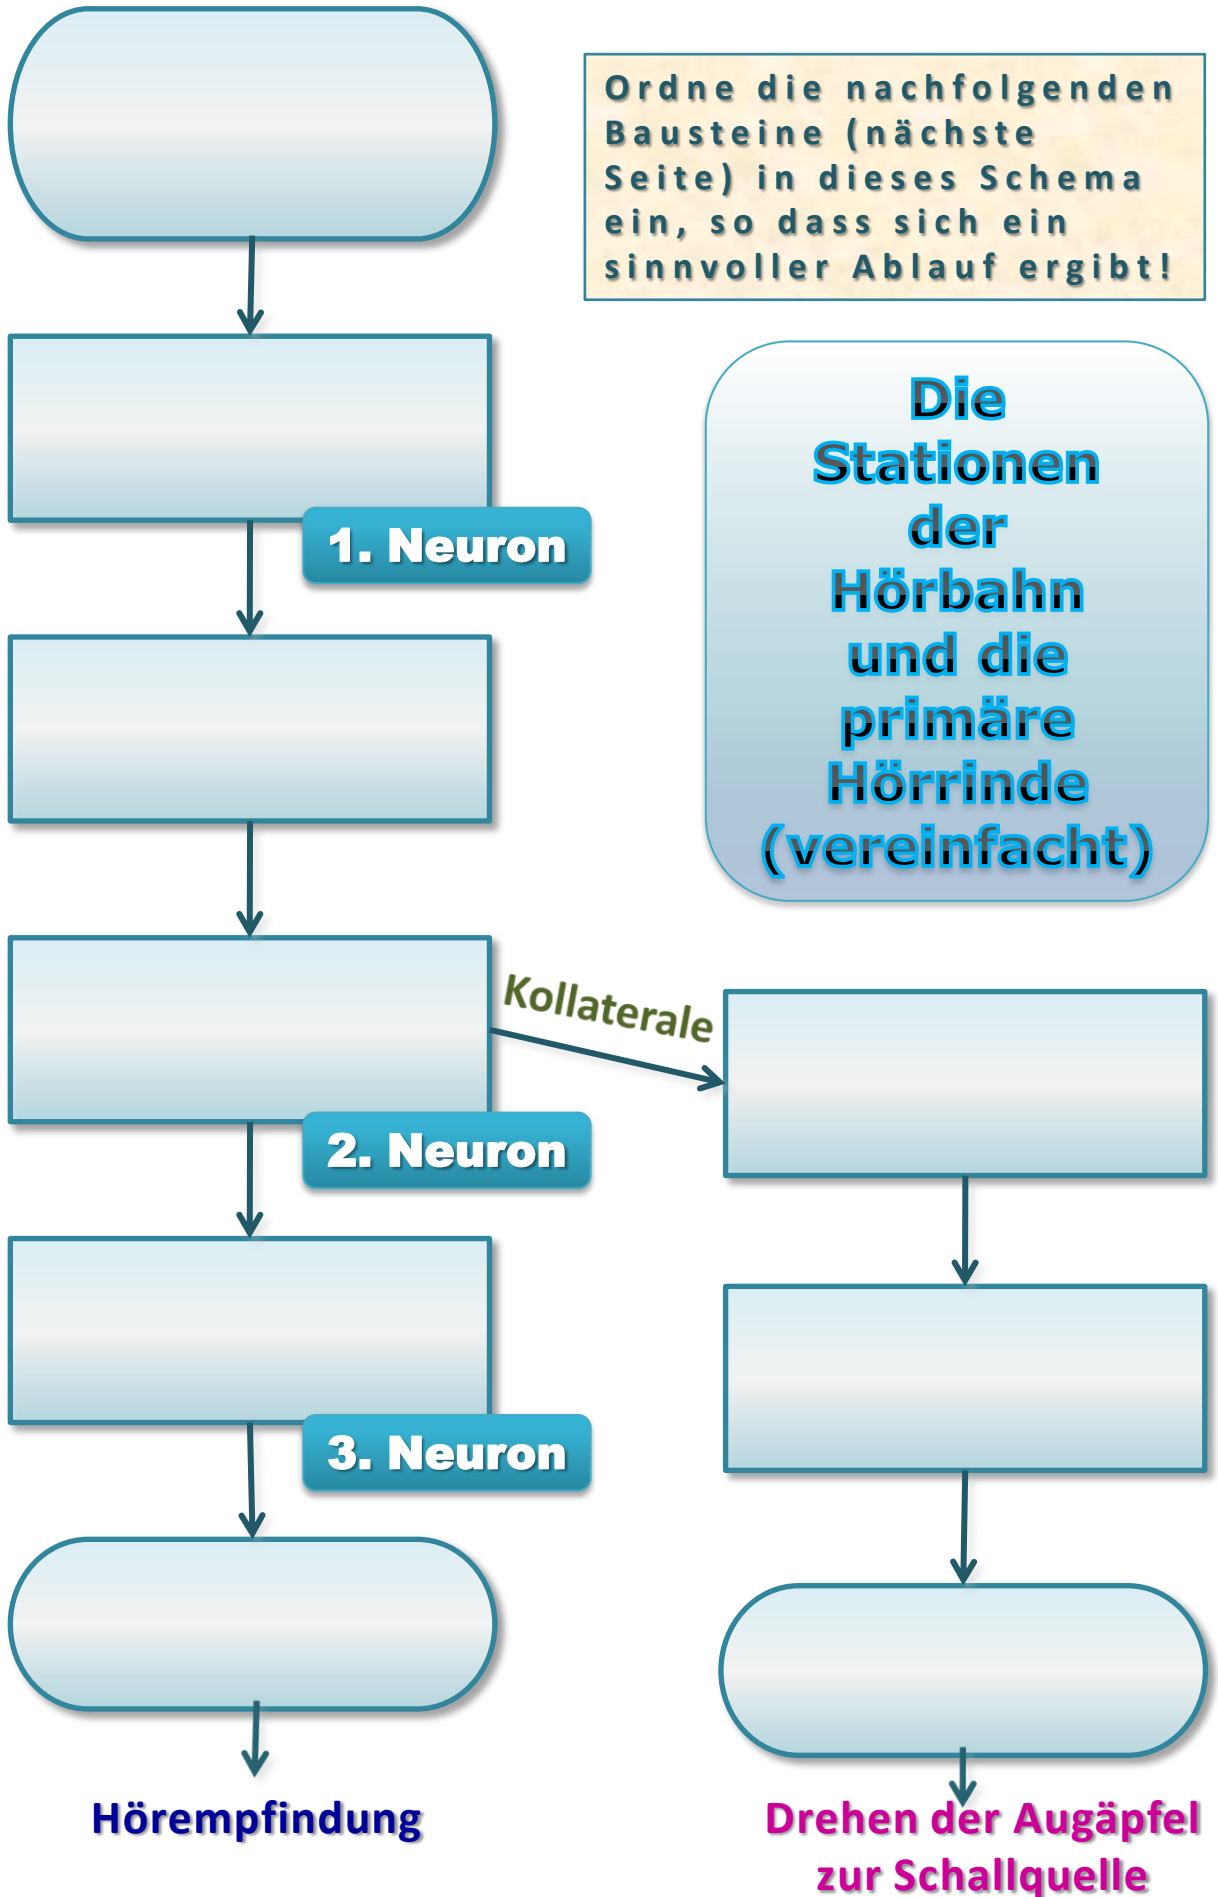 Ordne die nachfolgenden
Bausteine (nächste
Seite) in dieses Schema
ein, so dass sich ein
sinnvoller Ablauf ergibt!
Die
Stationen
der
Hörbahn
und die
primäre
Hörrinde
(vereinfacht)
1. Neuron
Kollaterale
2. Neuron
3. Neuron
Hörempfindung
Drehen der Augäpfel
zur Schallquelle